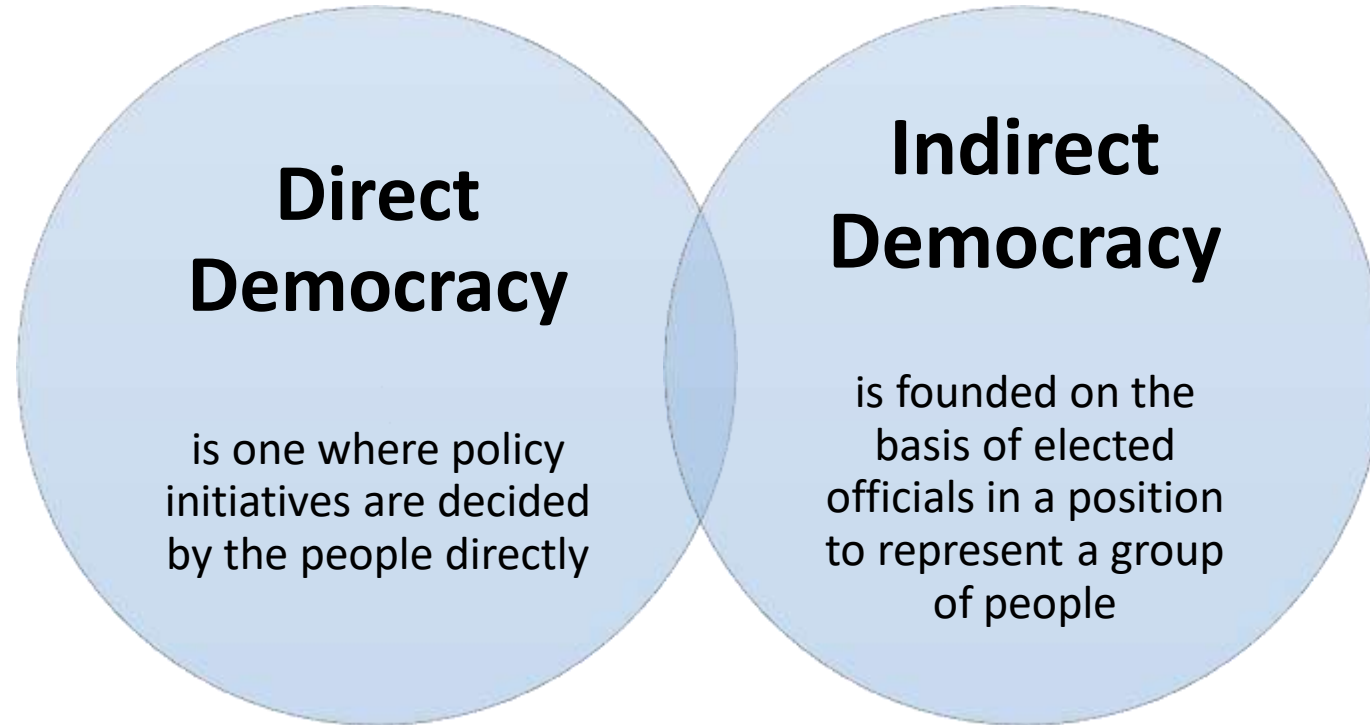 Direct
Democracy
is one where policy
initiatives are decided
by the people directly
Indirect
Democracy
is founded on the
basis of elected
officials in a position
to represent a group
of people